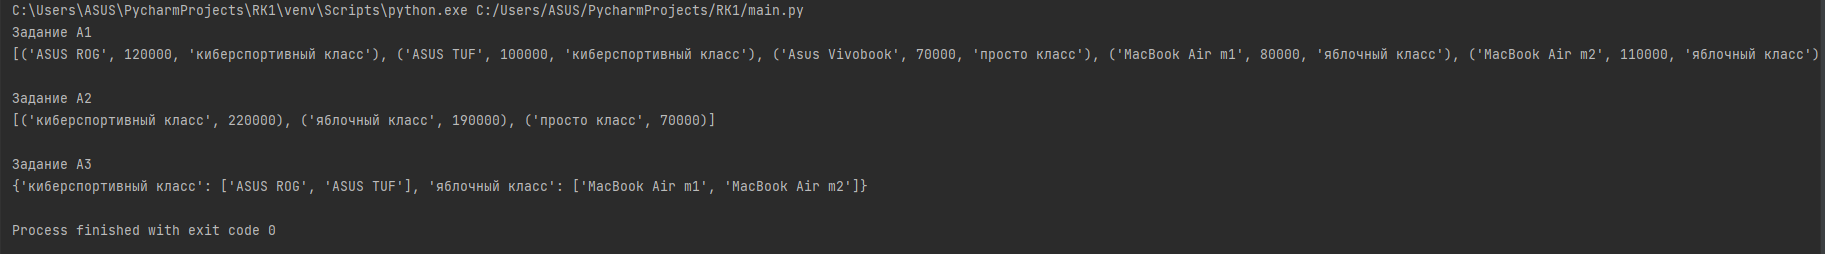 C:\Users\ASUS\PycharmProjects\RK1\venv\Scripts\python.exe C:/Users/ASUS/PycharmProjects/RK1/main.py
Задание А1
[('ASUS ROG', 120000, 'киберспортивный класс'), ('ASUS TUF', 100000, 'киберспортивный класс'), ('Asus Vivobook', 70000, 'просто класс'), ('MacBook Air m1', 80000, 'яблочный класс'), ('MacBook Air m2', 110000, 'яблочный класс')
Задание А2
[('киберспортивный класс', 220000), ('яблочный класс', 190000), ('просто класс', 70000)]
Задание А3
{'киберспортивный класс': ['ASUS ROG', 'ASUS TUF'], 'яблочный класс': ['MacBook Air m1', 'MacBook Air m2']}
Process finished with exit code 0